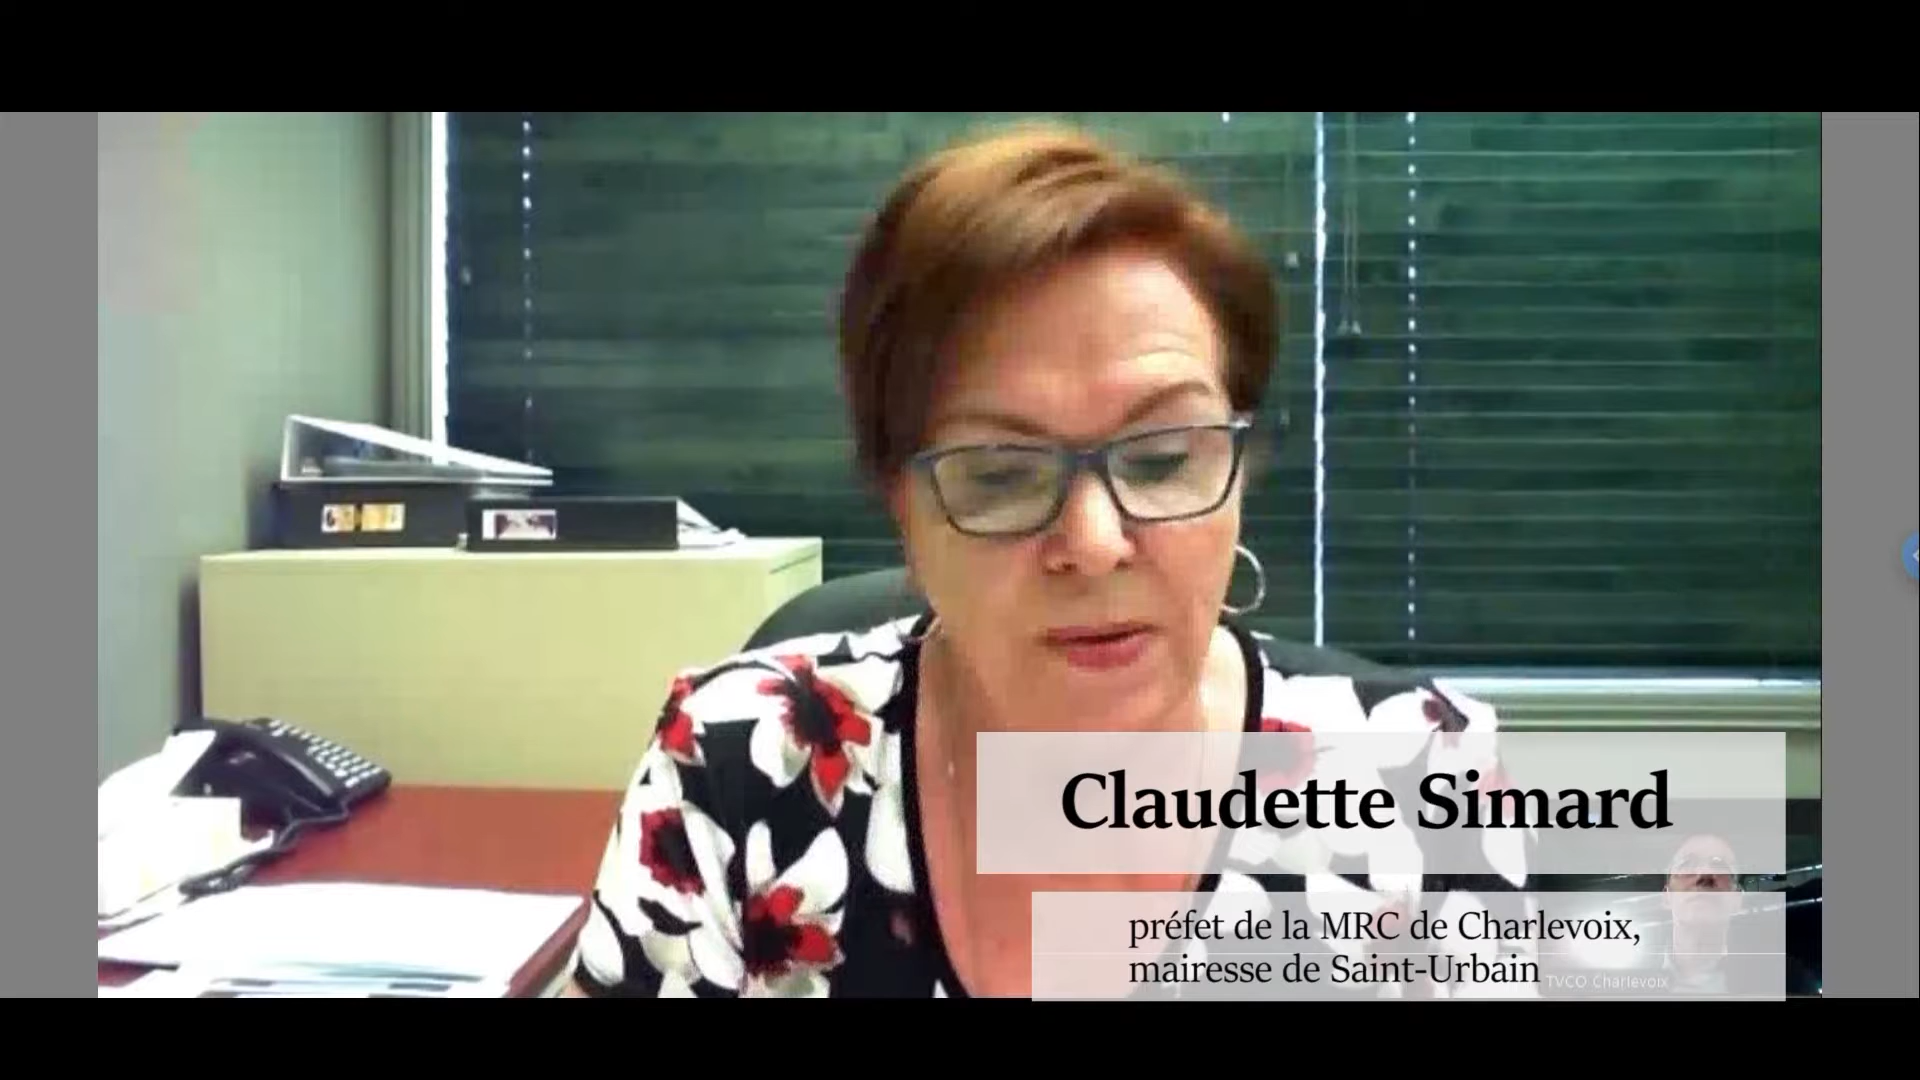 Claudette Simard
préfet de la MRC de Charlevoix,
mairesse de Saint-Urbain
TVCO Charlevoix